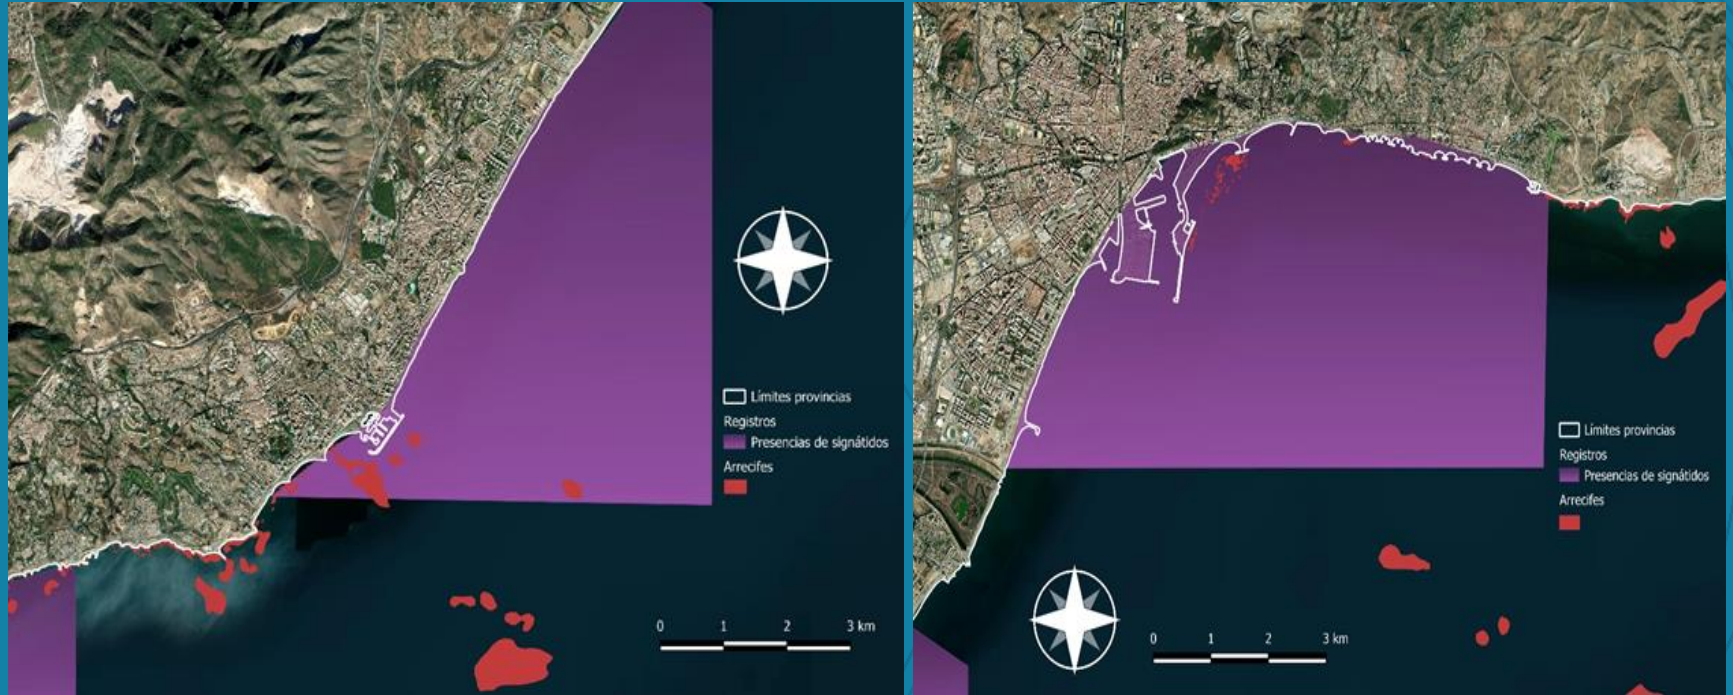 Límites provincias
Registros
Presencias de signátidos
Arrecifes
0 1 2 3 km
Límites provincias
Registros
Presencias de signátidos
Arrecifes
0 1 2 3 km